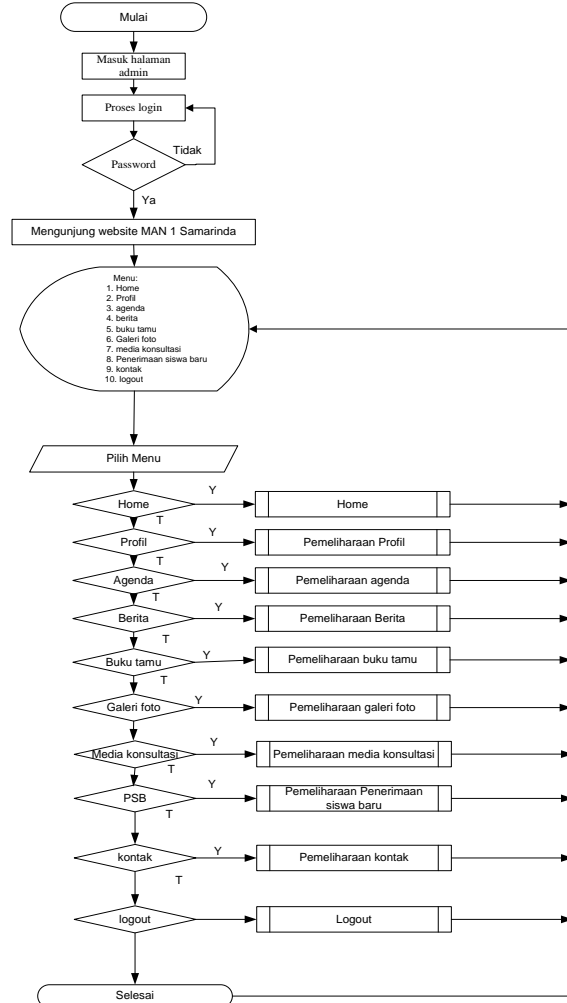 Mulai
Masuk halaman
admin
Proses login
Tidak
Password
Ya
Mengunjung website MAN 1 Samarinda
Menu:
1. Home
2. Profil
3. agenda
4. berita
5. buku tamu
6. Galeri foto
7. media konsultasi
8. Penerimaan siswa baru
9. kontak
10. logout
Pilih Menu
Home
Y
Home
T
Profil
Y
Pemeliharaan Profil
T
Agenda
Y
Pemeliharaan agenda
T
Berita
Y
Pemeliharaan Berita
T
Buku tamu
Y
Pemeliharaan buku tamu
T
Galeri foto
Y
Pemeliharaan galeri foto
Media konsultasi
Y
Pemeliharaan media konsultasi
T
PSB
Y
Pemeliharaan Penerimaan
siswa baru
T
kontak
Y
Pemeliharaan kontak
T
logout
Logout
Selesai